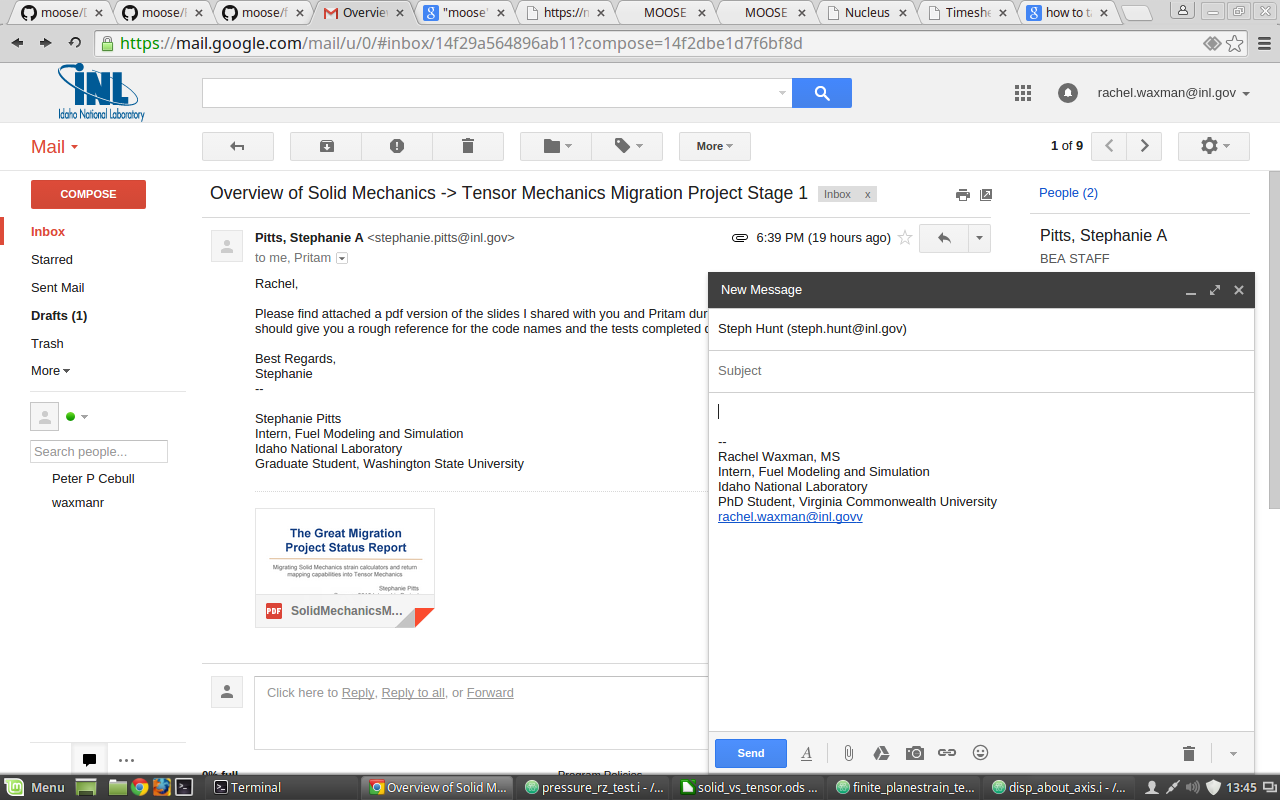 moose/D
moose/I
moose/f
Overview
"moose"
https://n
MOOSE
MOOSE
Nucleus
Timeshe
how to ta
https://mail.google.com/mail/u/0/#inbox/14f29a564896ab11?compose=14f2dbe1d7f6bf8d
INL
Idaho National Laboratory
rachel.waxman@inl.gov
Mail
More
1 of 9
COMPOSE
Overview of Solid Mechanics -> Tensor Mechanics Migration Project Stage 1
Inbox x
People (2)
Inbox
Starred
Sent Mail
Drafts (1)
Trash
More
Search people...
Peter P Cebull
waxmanr
Pitts, Stephanie A <stephanie.pitts@inl.gov>
6:39 PM (19 hours ago)
to me, Pritam
Pitts, Stephanie A
BEA STAFF
Rachel,
Please find attached a pdf version of the slides I shared with you and Pritam dur
should give you a rough reference for the code names and the tests completed
Best Regards,
Stephanie
--
Stephanie Pitts
Intern, Fuel Modeling and Simulation
Idaho National Laboratory
Graduate Student, Washington State University
The Great Migration
Project Status Report
Migrating Solid Mechanics strain calculators and return
mapping capabilities into Tensor Mechanics
Stephanie Pitts
PDF SolidMechanicsM...
Click here to Reply, Reply to all, or Forward
0% full
Program Policies
New Message
Steph Hunt (steph.hunt@inl.gov)
Subject
--
Rachel Waxman, MS
Intern, Fuel Modeling and Simulation
Idaho National Laboratory
PhD Student, Virginia Commonwealth University
rachel.waxman@inl.govv
Send
Menu
Terminal
Overview of Solid M...
pressure_rz_test.i - /...
solid_vs_tensor.ods ...
finite_planestrain_te...
disp_about_axis.i - /...
13:45